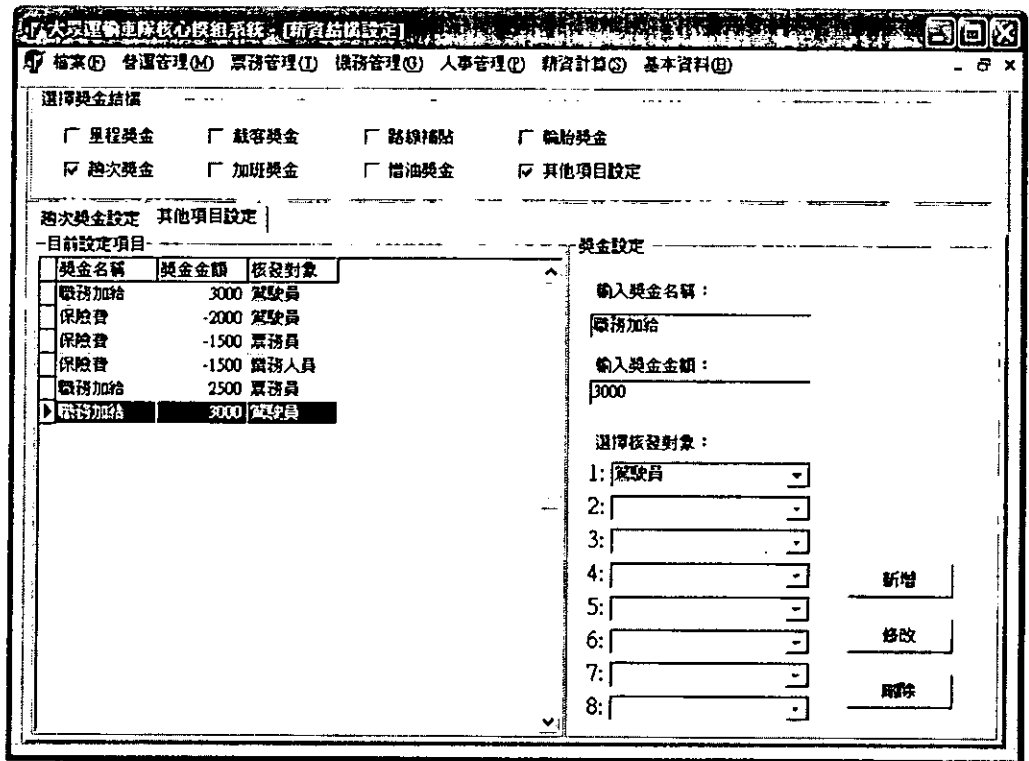 大眾運輸車隊核心模組系統 - [薪資結構設定]
檔案(F) 營運管理(M) 票務管理(T) 機務管理(G) 人事管理(P) 薪資計算(S) 基本資料(B)
選擇獎金結構
里程獎金 載客獎金 路線補貼 輪胎獎金
趟次獎金 加班獎金 惜油獎金 其他項目設定
趟次獎金設定 其他項目設定
目前設定項目
獎金名稱 獎金金額 核發對象
職務加給 3000 駕駛員
保險費 -2000 駕駛員
保險費 -1500 票務員
保險費 -1500 職務人員
職務加給 2500 票務員
職務加給 3000 駕駛員
獎金設定
輸入獎金名稱：
職務加給
輸入獎金金額：
3000
選擇核發對象：
1: 駕駛員
2:
3:
4:
5:
6:
7:
8:
新增
修改
刪除